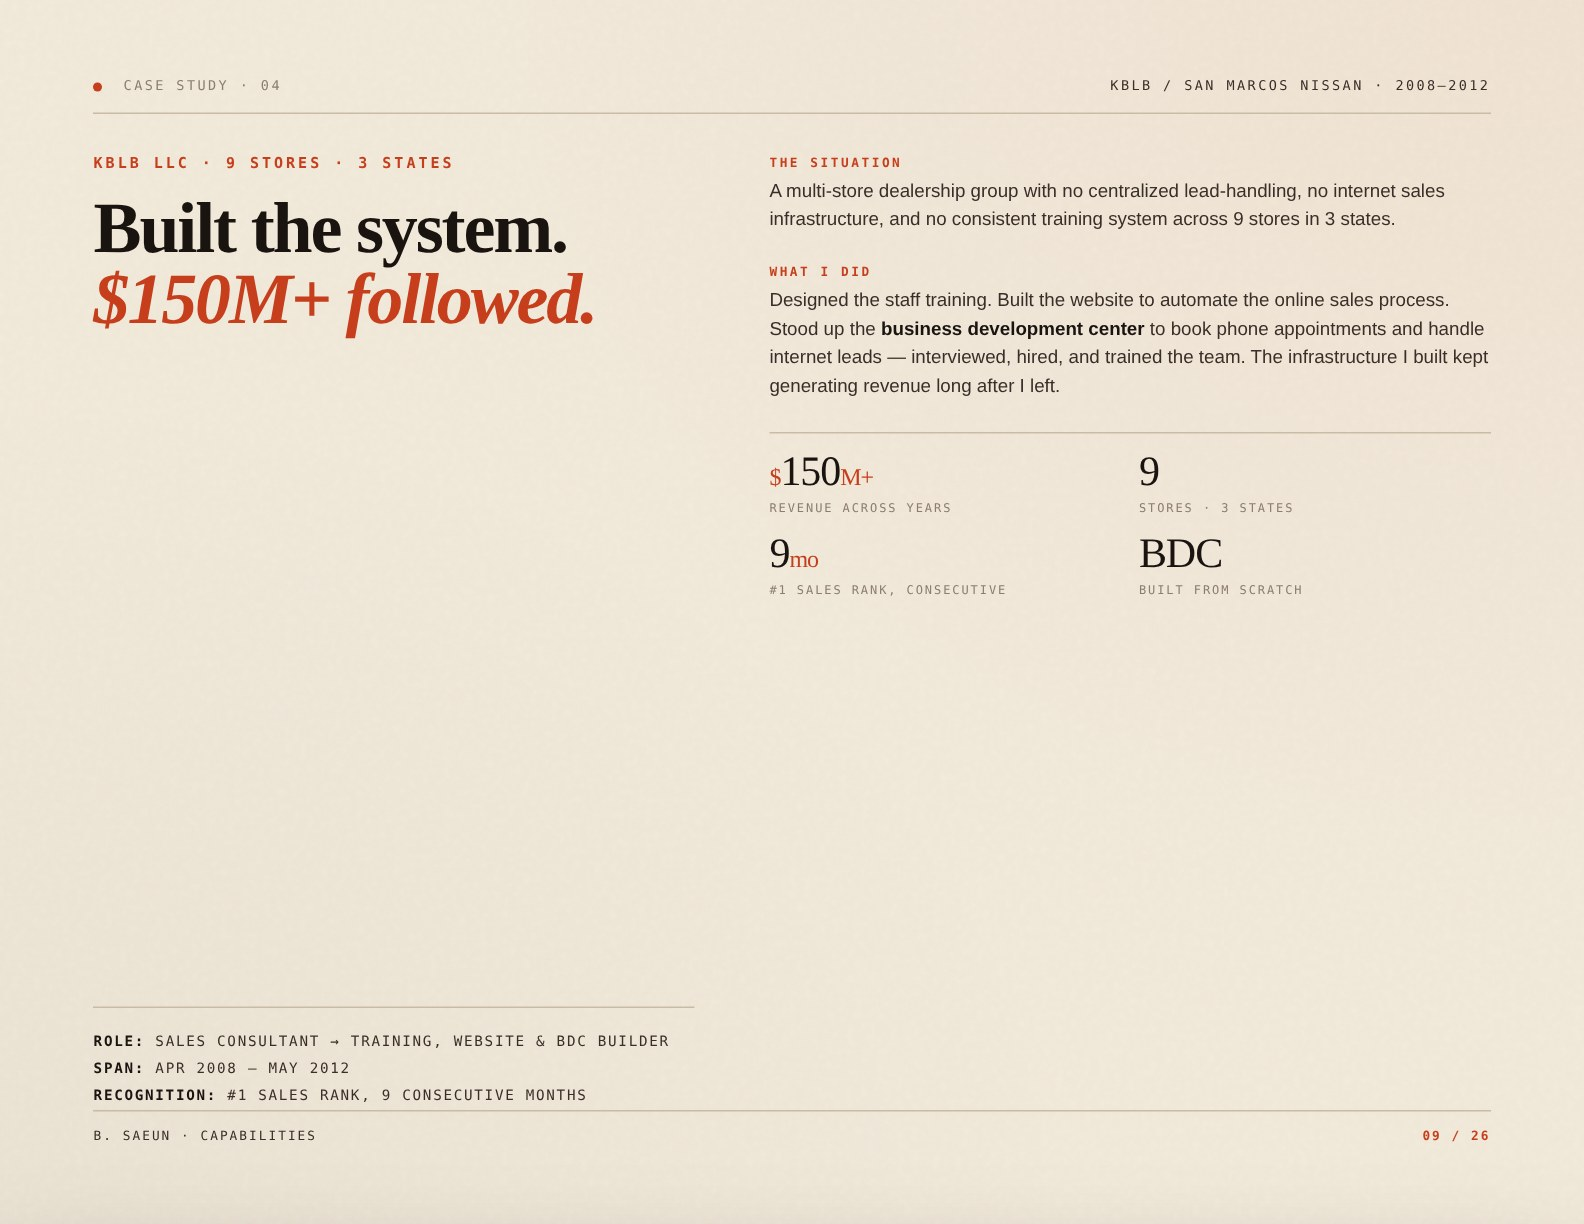 CASE STUDY · 04
KBLB / SAN MARCOS NISSAN · 2008–2012
KBLB LLC · 9 STORES · 3 STATES
Built the system.
$150M+ followed.
THE SITUATION
A multi-store dealership group with no centralized lead-handling, no internet sales
infrastructure, and no consistent training system across 9 stores in 3 states.
WHAT I DID
Designed the staff training. Built the website to automate the online sales process.
Stood up the business development center to book phone appointments and handle
internet leads — interviewed, hired, and trained the team. The infrastructure I built kept
generating revenue long after I left.
$150M+
REVENUE ACROSS YEARS
9
STORES · 3 STATES
9mo
#1 SALES RANK, CONSECUTIVE
BDC
BUILT FROM SCRATCH
ROLE: SALES CONSULTANT → TRAINING, WEBSITE & BDC BUILDER
SPAN: APR 2008 – MAY 2012
RECOGNITION: #1 SALES RANK, 9 CONSECUTIVE MONTHS
B. SAEUN · CAPABILITIES
09 / 26